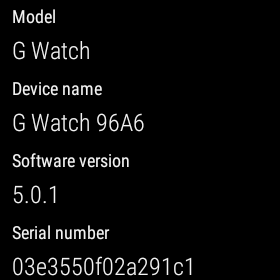 Model
G Watch
Device name
G Watch 96A6
Software version
5.0.1
Serial number
03e3550f02a291c1